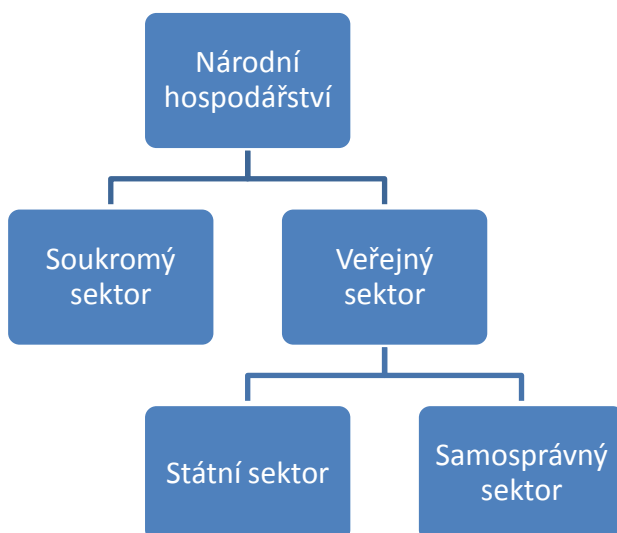 Národní
hospodářství
Soukromý
sektor
Veřejný
sektor
Státní sektor
Samosprávný
sektor